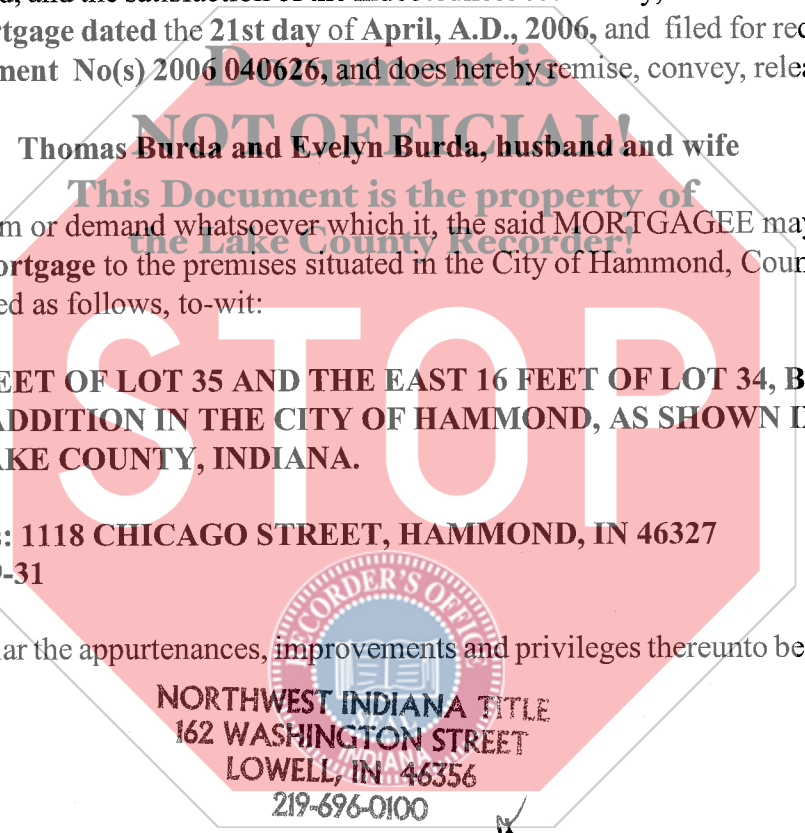 rtgage dated the 21st day of April, A.D., 2006, and filed for rec
Document is
ment No(s) 2006 040626, and does hereby remise, convey, relea
NOT OFFICIAL!
Thomas Burda and Evelyn Burda, husband and wife
This Document is the property of
m or demand whatsoever which it, the said MORTGAGEE may
the Lake County Recorder!
ortgage to the premises situated in the City of Hammond, Coun
ed as follows, to-wit:
STOP
EET OF LOT 35 AND THE EAST 16 FEET OF LOT 34, B
ADDITION IN THE CITY OF HAMMOND, AS SHOWN I
AKE COUNTY, INDIANA.
: 1118 CHICAGO STREET, HAMMOND, IN 46327
9-31
RECORDER'S OFFICE
SEAL
INDIANA
ar the appurtenances, improvements and privileges thereunto be
NORTHWEST INDIANA TITLE
162 WASHINGTON STREET
LOWELL, IN 46356
219-696-0100